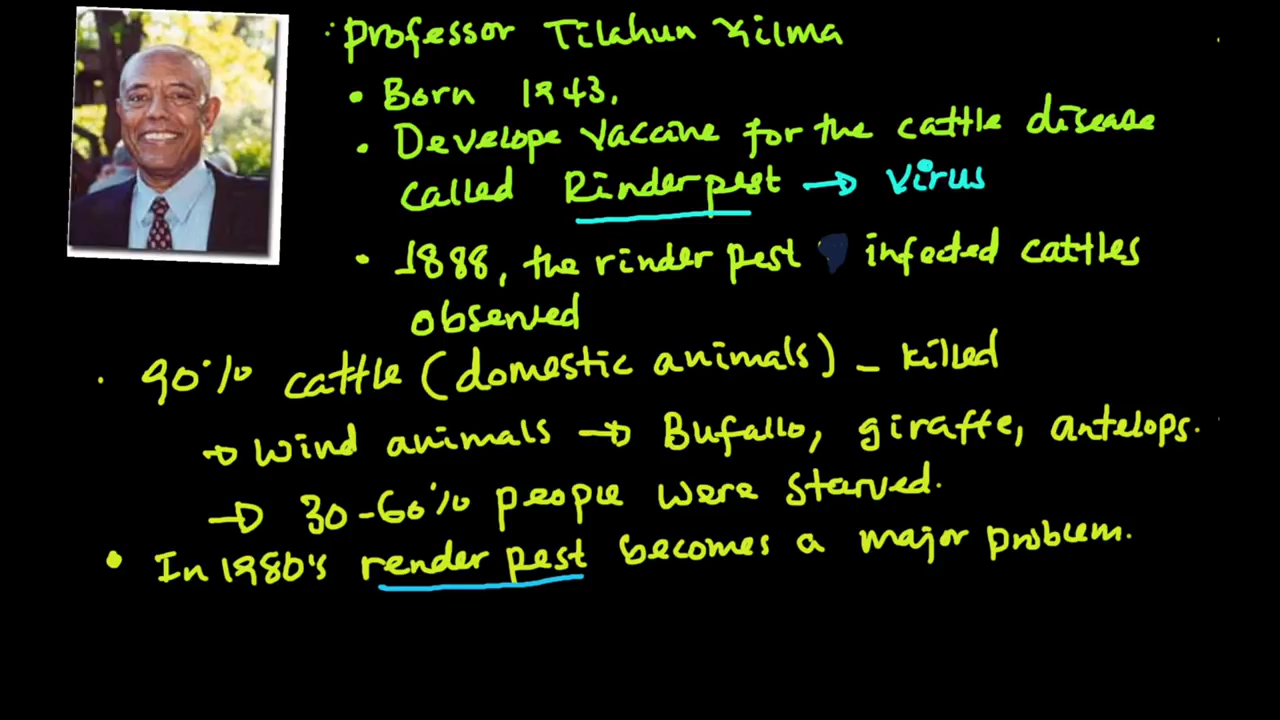 Professor Tilahun Yilma
• Born 1943.
• Develope Vaccine for the cattle disease
called Rinderpest → Virus
• 1888, the rinder pest infected cattles
observed
• 90% cattle (domestic animals) - killed
→ Wind animals → Bufallo, giraffe, antelops.
→ 30-60% people were starved.
• In 1980's render pest becomes a major problem.